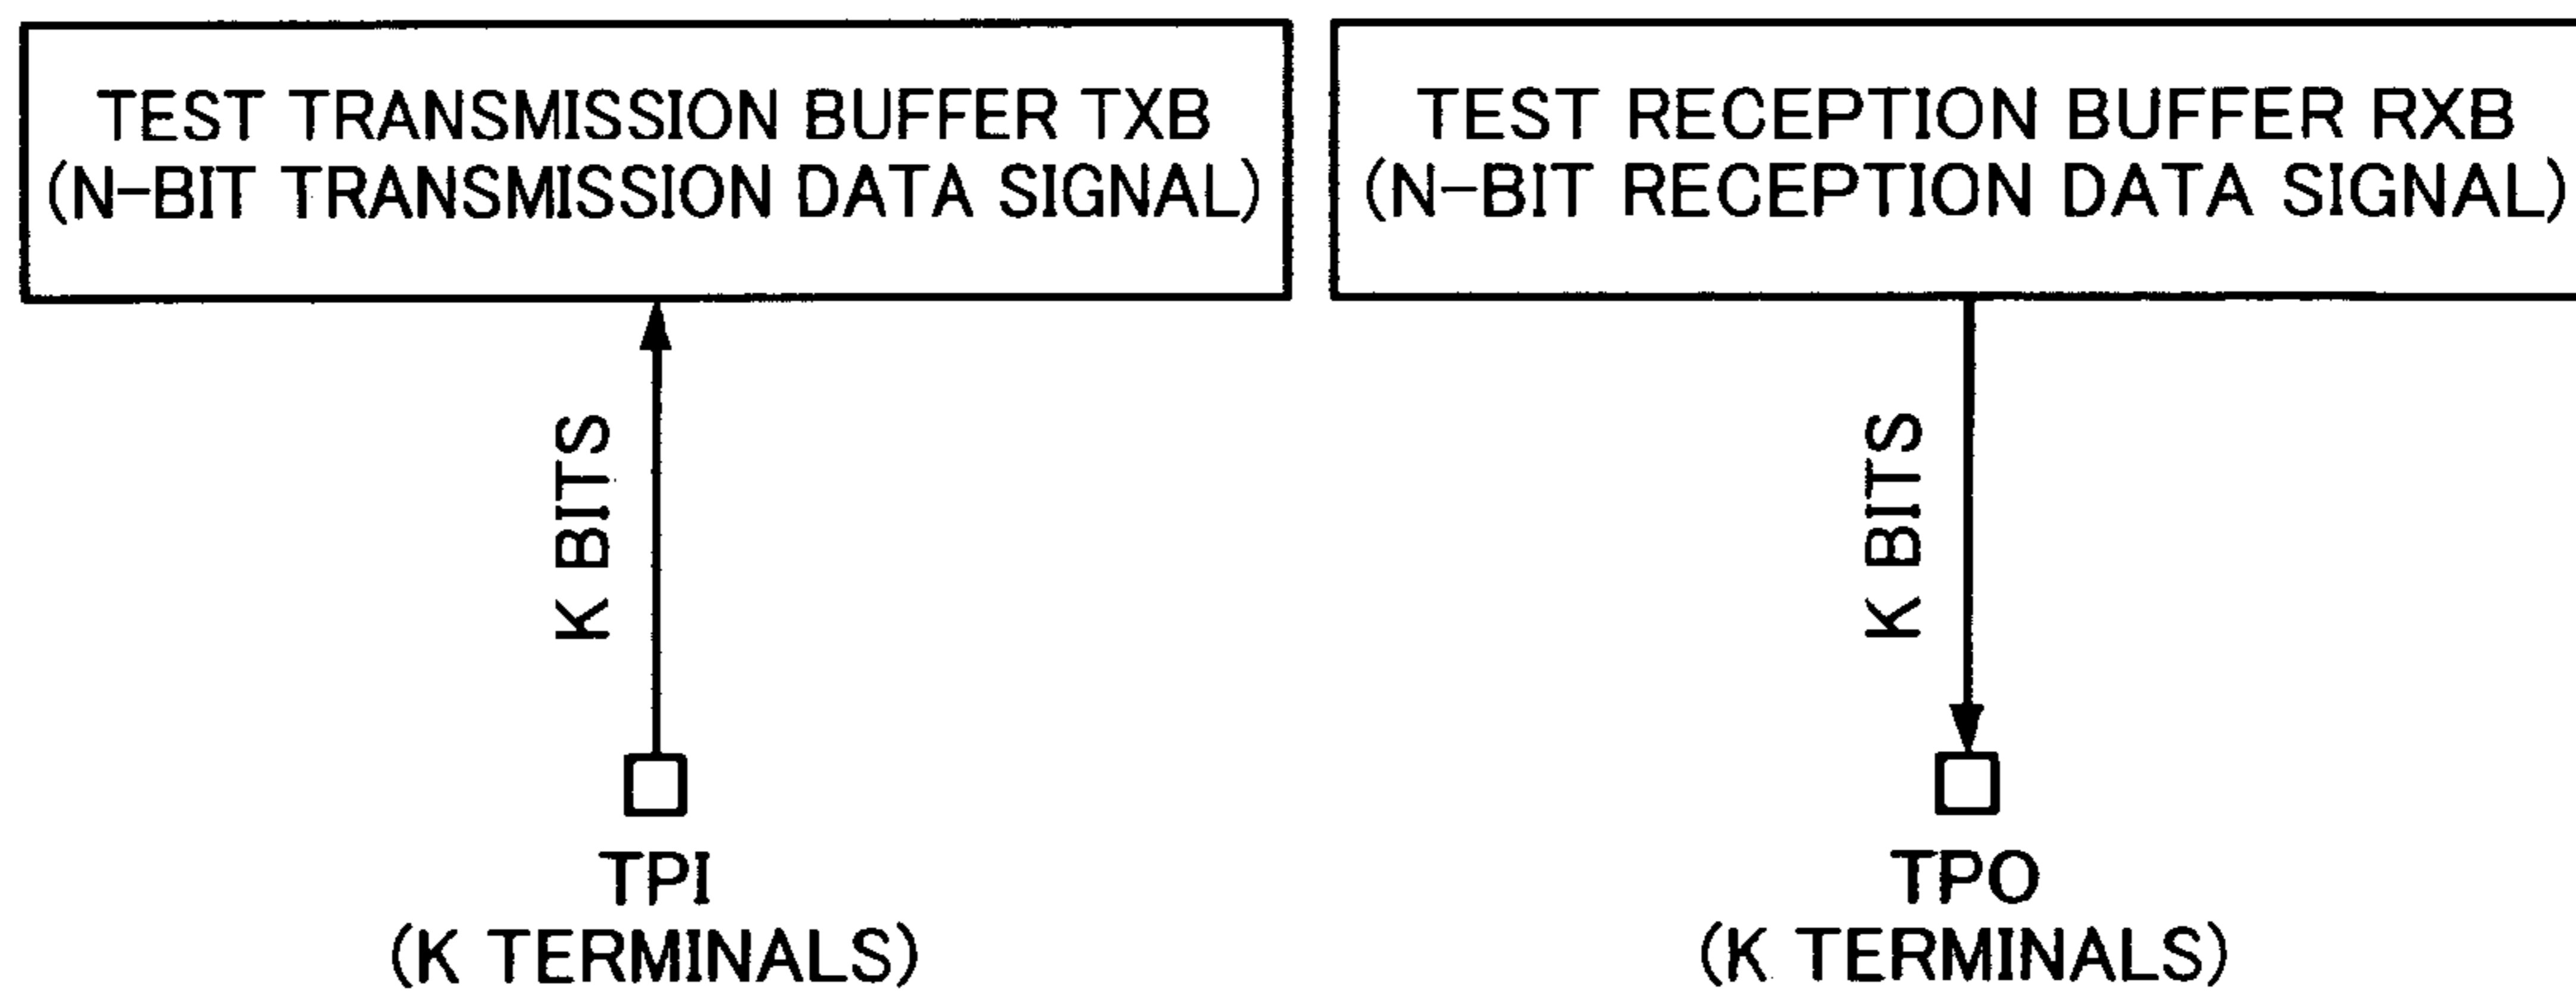 TEST TRANSMISSION BUFFER TXB
(N-BIT TRANSMISSION DATA SIGNAL)
TEST RECEPTION BUFFER RXB
(N-BIT RECEPTION DATA SIGNAL)
K BITS
K BITS
TPI
(K TERMINALS)
TPO
(K TERMINALS)